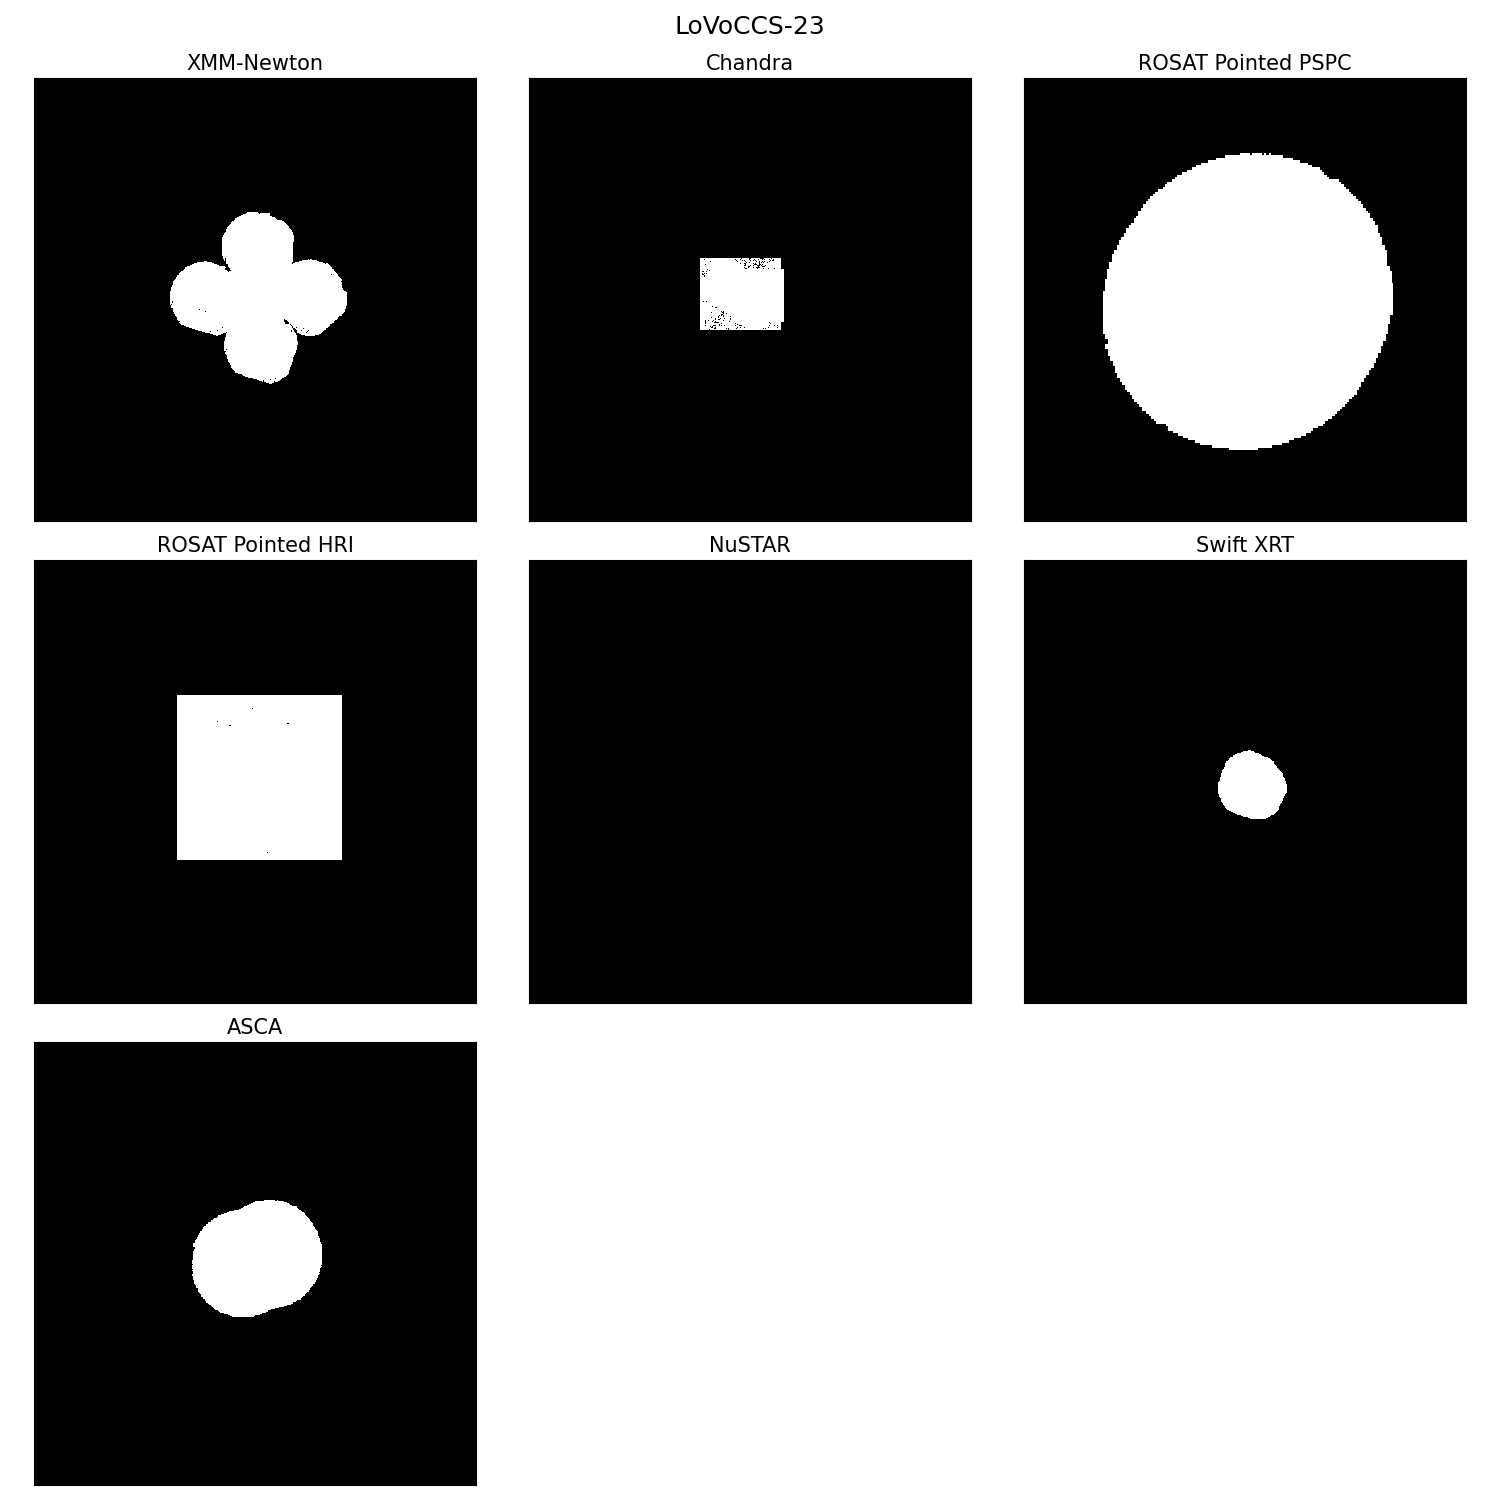 LoVoCCS-23
XMM-Newton
Chandra
ROSAT Pointed PSPC
ROSAT Pointed HRI
NuSTAR
Swift XRT
ASCA